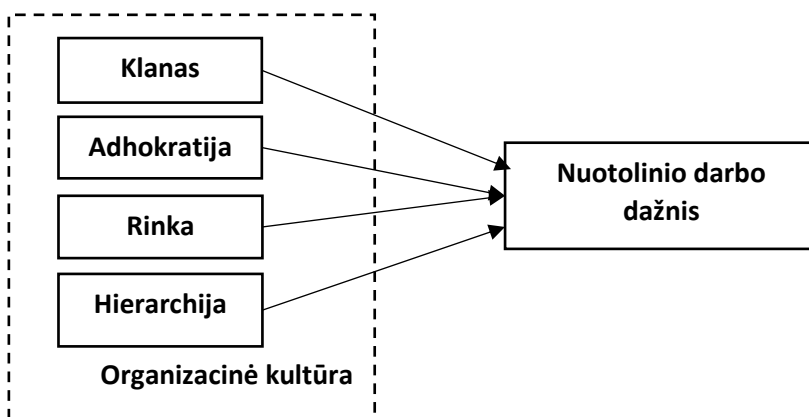 Klanas
Adhokratija
Rinka
Hierarchija
Organizacinė kultūra
Nuotolinio darbo
dažnis